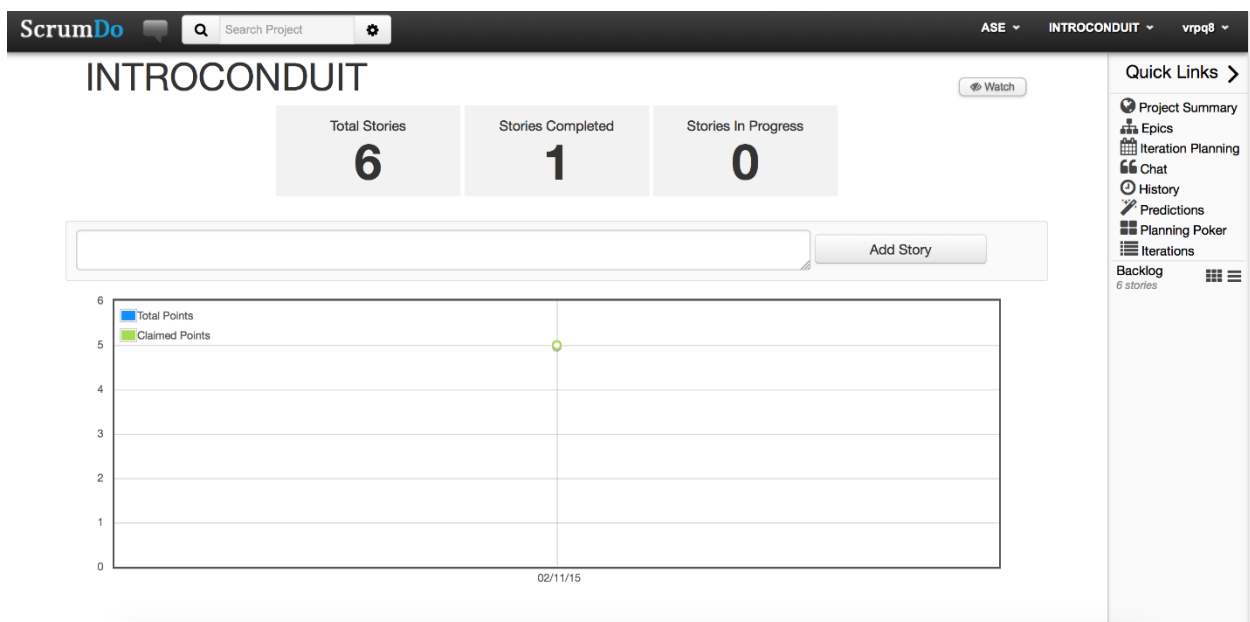 ScrumDo
Search Project
ASE
INTROCONDUIT
vrpq8
INTROCONDUIT
Watch
Total Stories
6
Stories Completed
1
Stories In Progress
0
Add Story
6
5
4
3
2
1
0
Total Points
Claimed Points
02/11/15
Quick Links
Project Summary
Epics
Iteration Planning
Chat
History
Predictions
Planning Poker
Iterations
Backlog
6 stories